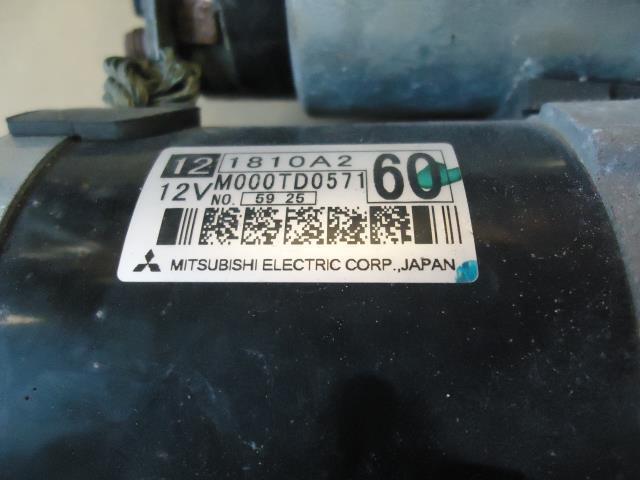 12 1810A2 60
12V M000TD0571
NO. 59 25
MITSUBISHI ELECTRIC CORP.,JAPAN